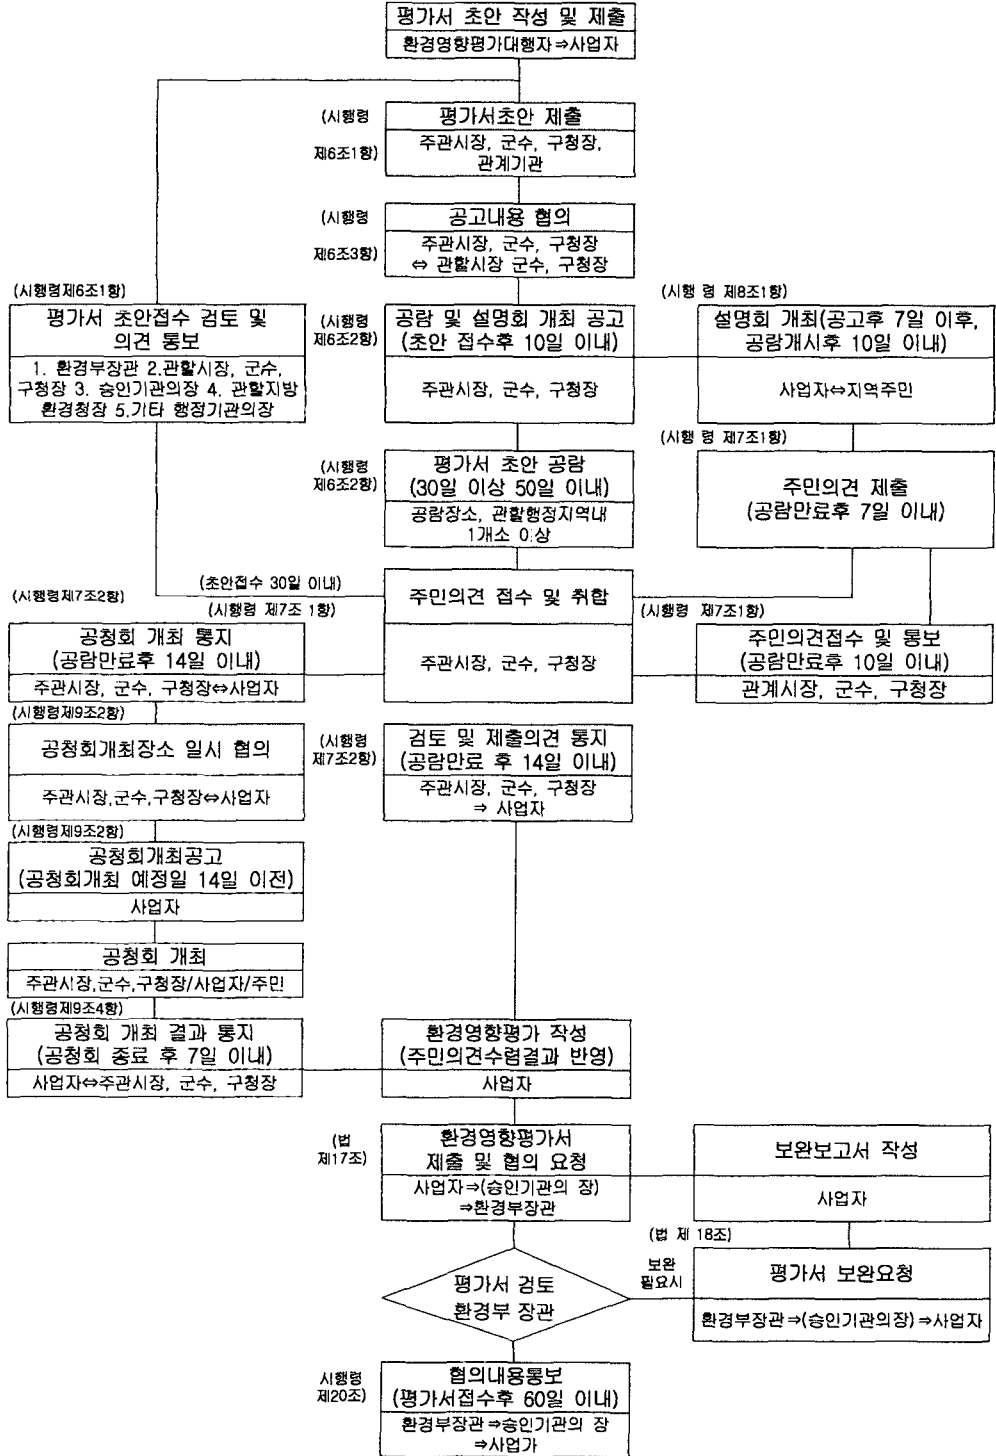 평가서 초안 작성 및 제출
환경영향평가대행자⇒사업자
(시행령
제6조1항)
평가서초안 제출
주관시장, 군수, 구청장,
관계기관
(시행령
제6조3항)
공고내용 협의
주관시장, 군수, 구청장
⇔ 관할시장 군수, 구청장
(시행령제6조1항)
평가서 초안접수 검토 및
의견 통보
1. 환경부장관 2.관할시장, 군수,
구청장 3. 승인기관의장 4. 관할지방
환경청장 5.기타 행정기관의장
(시행령
제6조2항)
공람 및 설명회 개최 공고
(초안 접수후 10일 이내)
주관시장, 군수, 구청장
(시행 령 제8조1항)
설명회 개최(공고후 7일 이후,
공람개시후 10일 이내)
사업자⇔지역주민
(시행령
제6조2항)
평가서 초안 공람
(30일 이상 50일 이내)
공람장소, 관할행정지역내
1개소 이상
(시행 령 제7조1항)
주민의견 제출
(공람만료후 7일 이내)
(초안접수 30일 이내)
(시행령 제7조 1항)
주민의견 접수 및 취합
주관시장, 군수, 구청장
(시행령 제7조1항)
주민의견접수 및 통보
(공람만료후 10일 이내)
관계시장, 군수, 구청장
(시행령제7조2항)
공청회 개최 통지
(공람만료후 14일 이내)
주관시장, 군수, 구청장⇔사업자
(시행령제9조2항)
공청회개최장소 일시 협의
주관시장,군수,구청장⇔사업자
(시행령
제7조2항)
검토 및 제출의견 통지
(공람만료 후 14일 이내)
주관시장, 군수, 구청장
⇒ 사업자
(시행령제9조2항)
공청회개최공고
(공청회개최 예정일 14일 이전)
사업자
공청회 개최
주관시장,군수,구청장/사업자/주민
(시행령제9조4항)
공청회 개최 결과 통지
(공청회 종료 후 7일 이내)
사업자⇔주관시장, 군수, 구청장
환경영향평가 작성
(주민의견수렴결과 반영)
사업자
(법
제17조)
환경영향평가서
제출 및 협의 요청
사업자⇒(승인기관의 장)
⇒환경부장관
보완보고서 작성
사업자
(법 제 18조)
평가서 검토
환경부 장관
보완
필요시
평가서 보완요청
환경부장관⇒(승인기관의장)⇒사업자
시행령
제20조)
협의내용통보
(평가서접수후 60일 이내)
환경부장관⇒승인기관의 장
⇒사업가